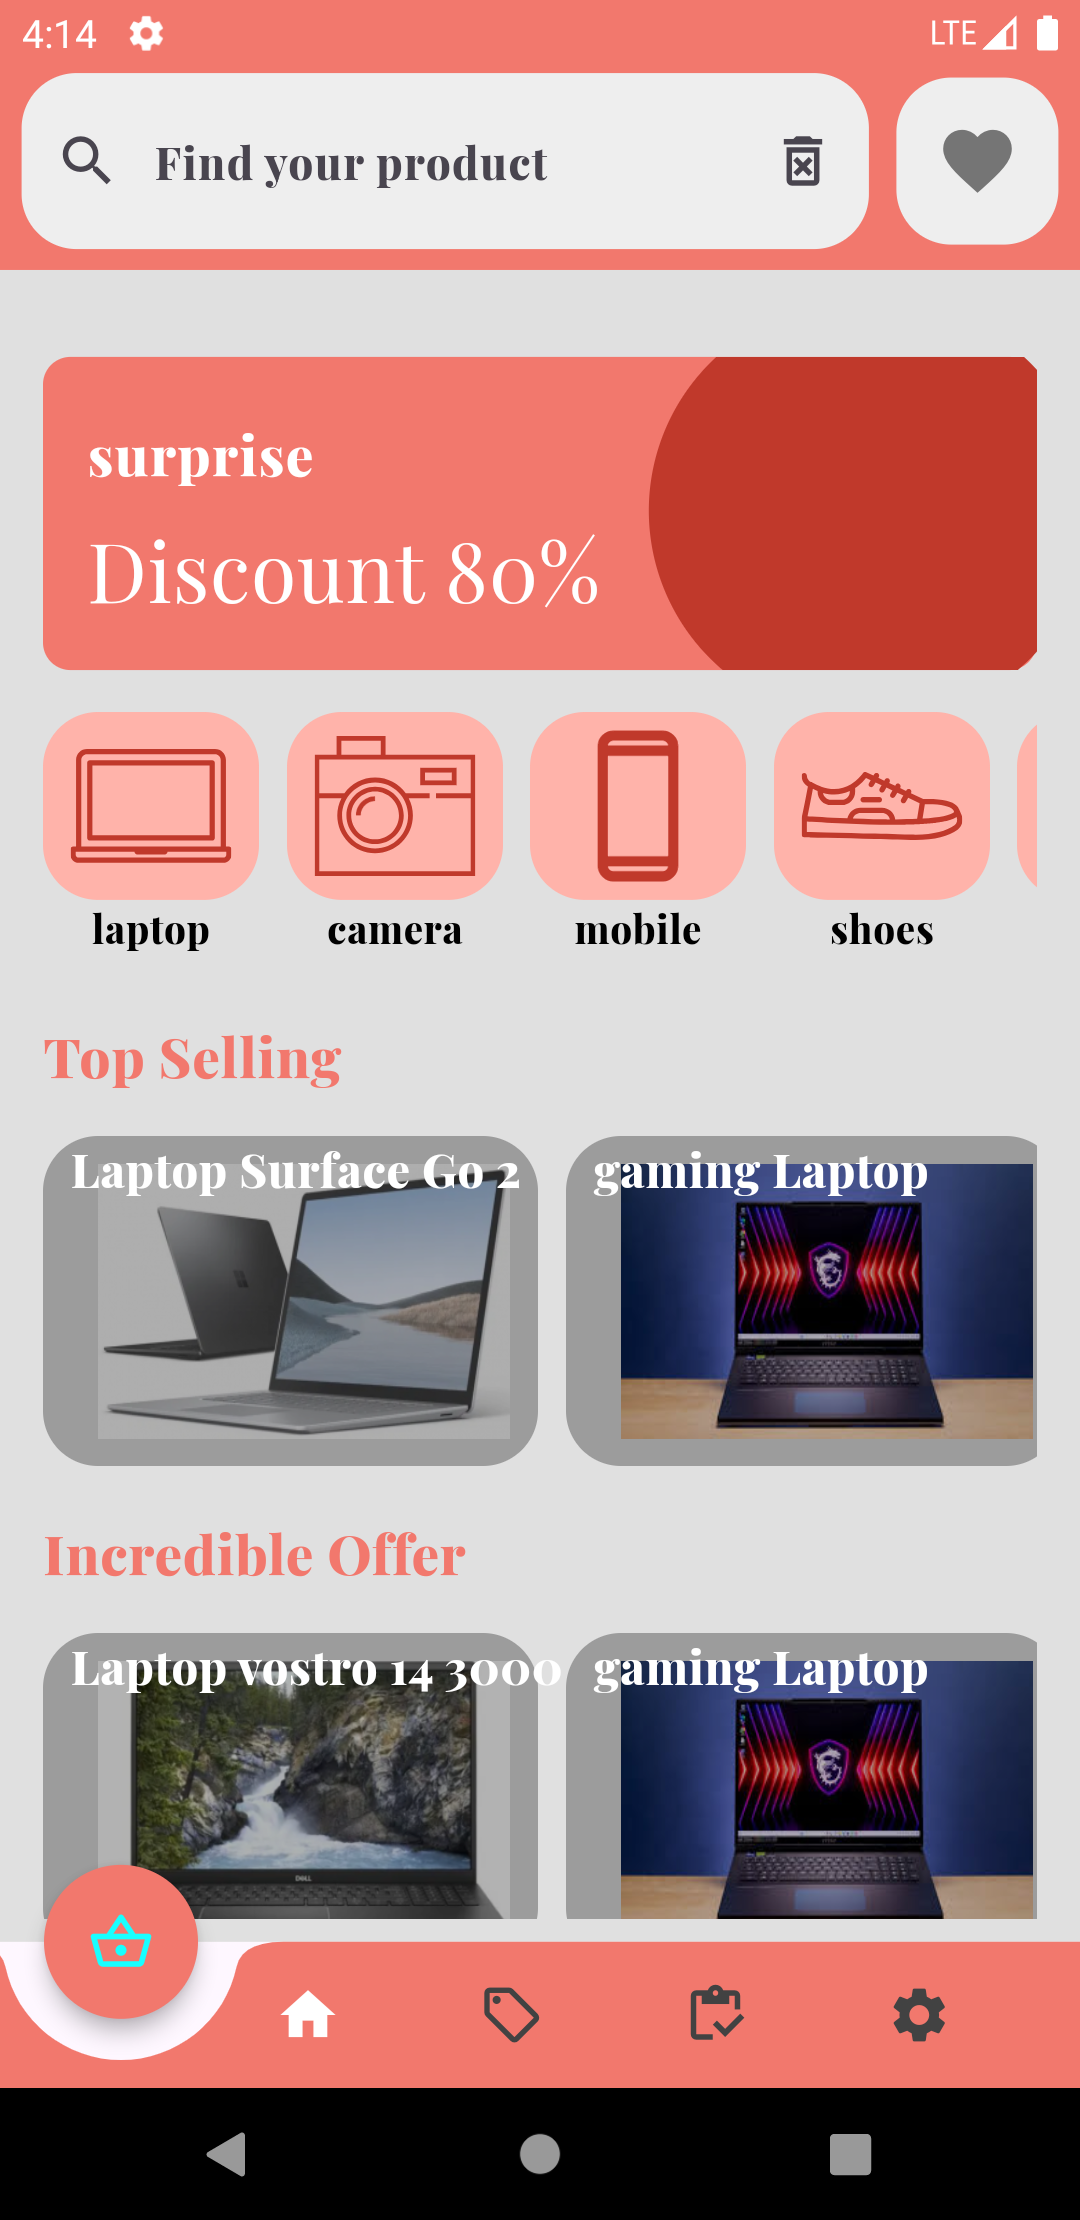 4:14
LTE
Find your product
surprise
Discount 80%
laptop
camera
mobile
shoes
Top Selling
Laptop Surface Go 2
gaming Laptop
Incredible Offer
Laptop vostro 14 3000
gaming Laptop
DELL